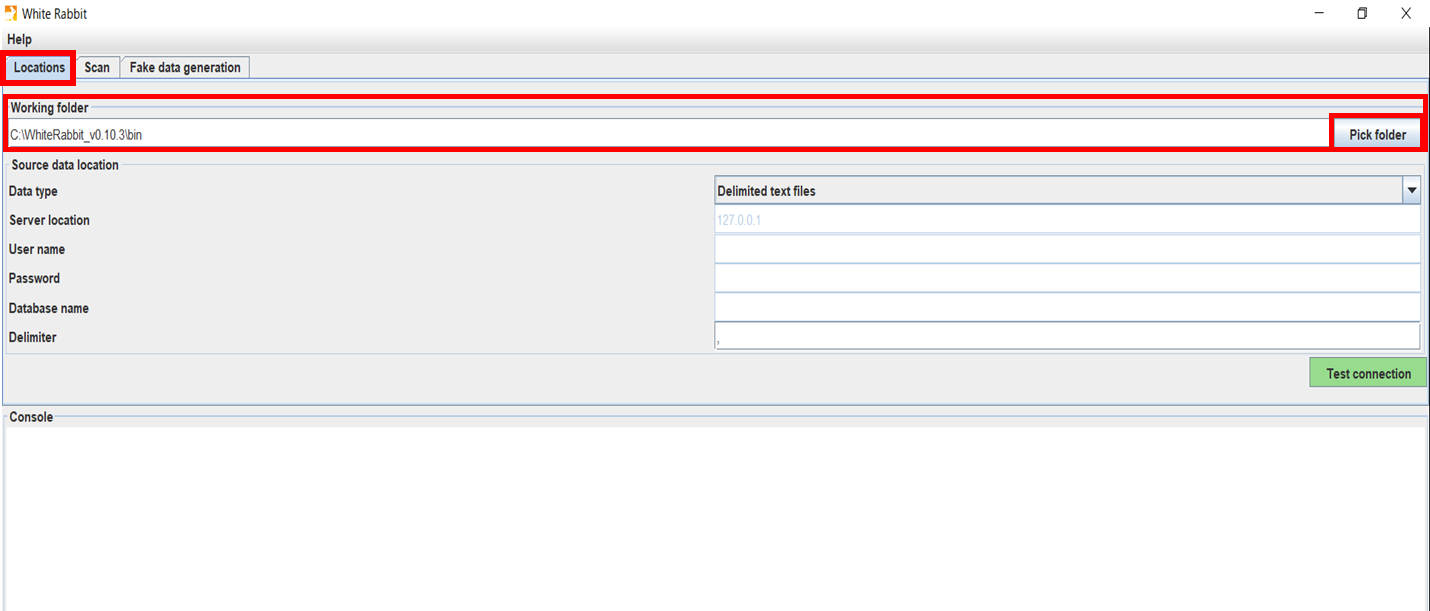 White Rabbit
Help
Locations Scan Fake data generation
Working folder
C:\WhiteRabbit_v0.10.3\bin Pick folder
Source data location
Data type Delimited text files
Server location 127.0.0.1
User name
Password
Database name
Delimiter ,
Test connection
Console